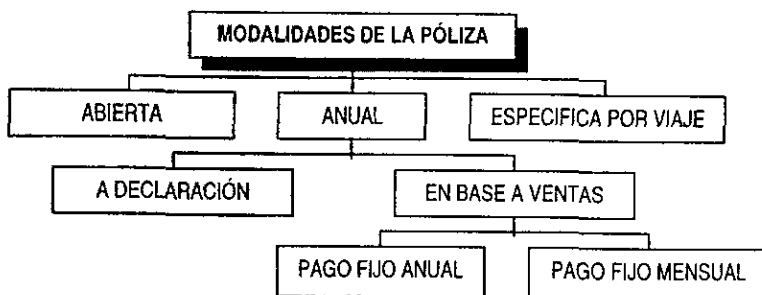 MODALIDADES DE LA PÓLIZA
ABIERTA
ANUAL
ESPECIFICA POR VIAJE
A DECLARACIÓN
EN BASE A VENTAS
PAGO FIJO ANUAL
PAGO FIJO MENSUAL